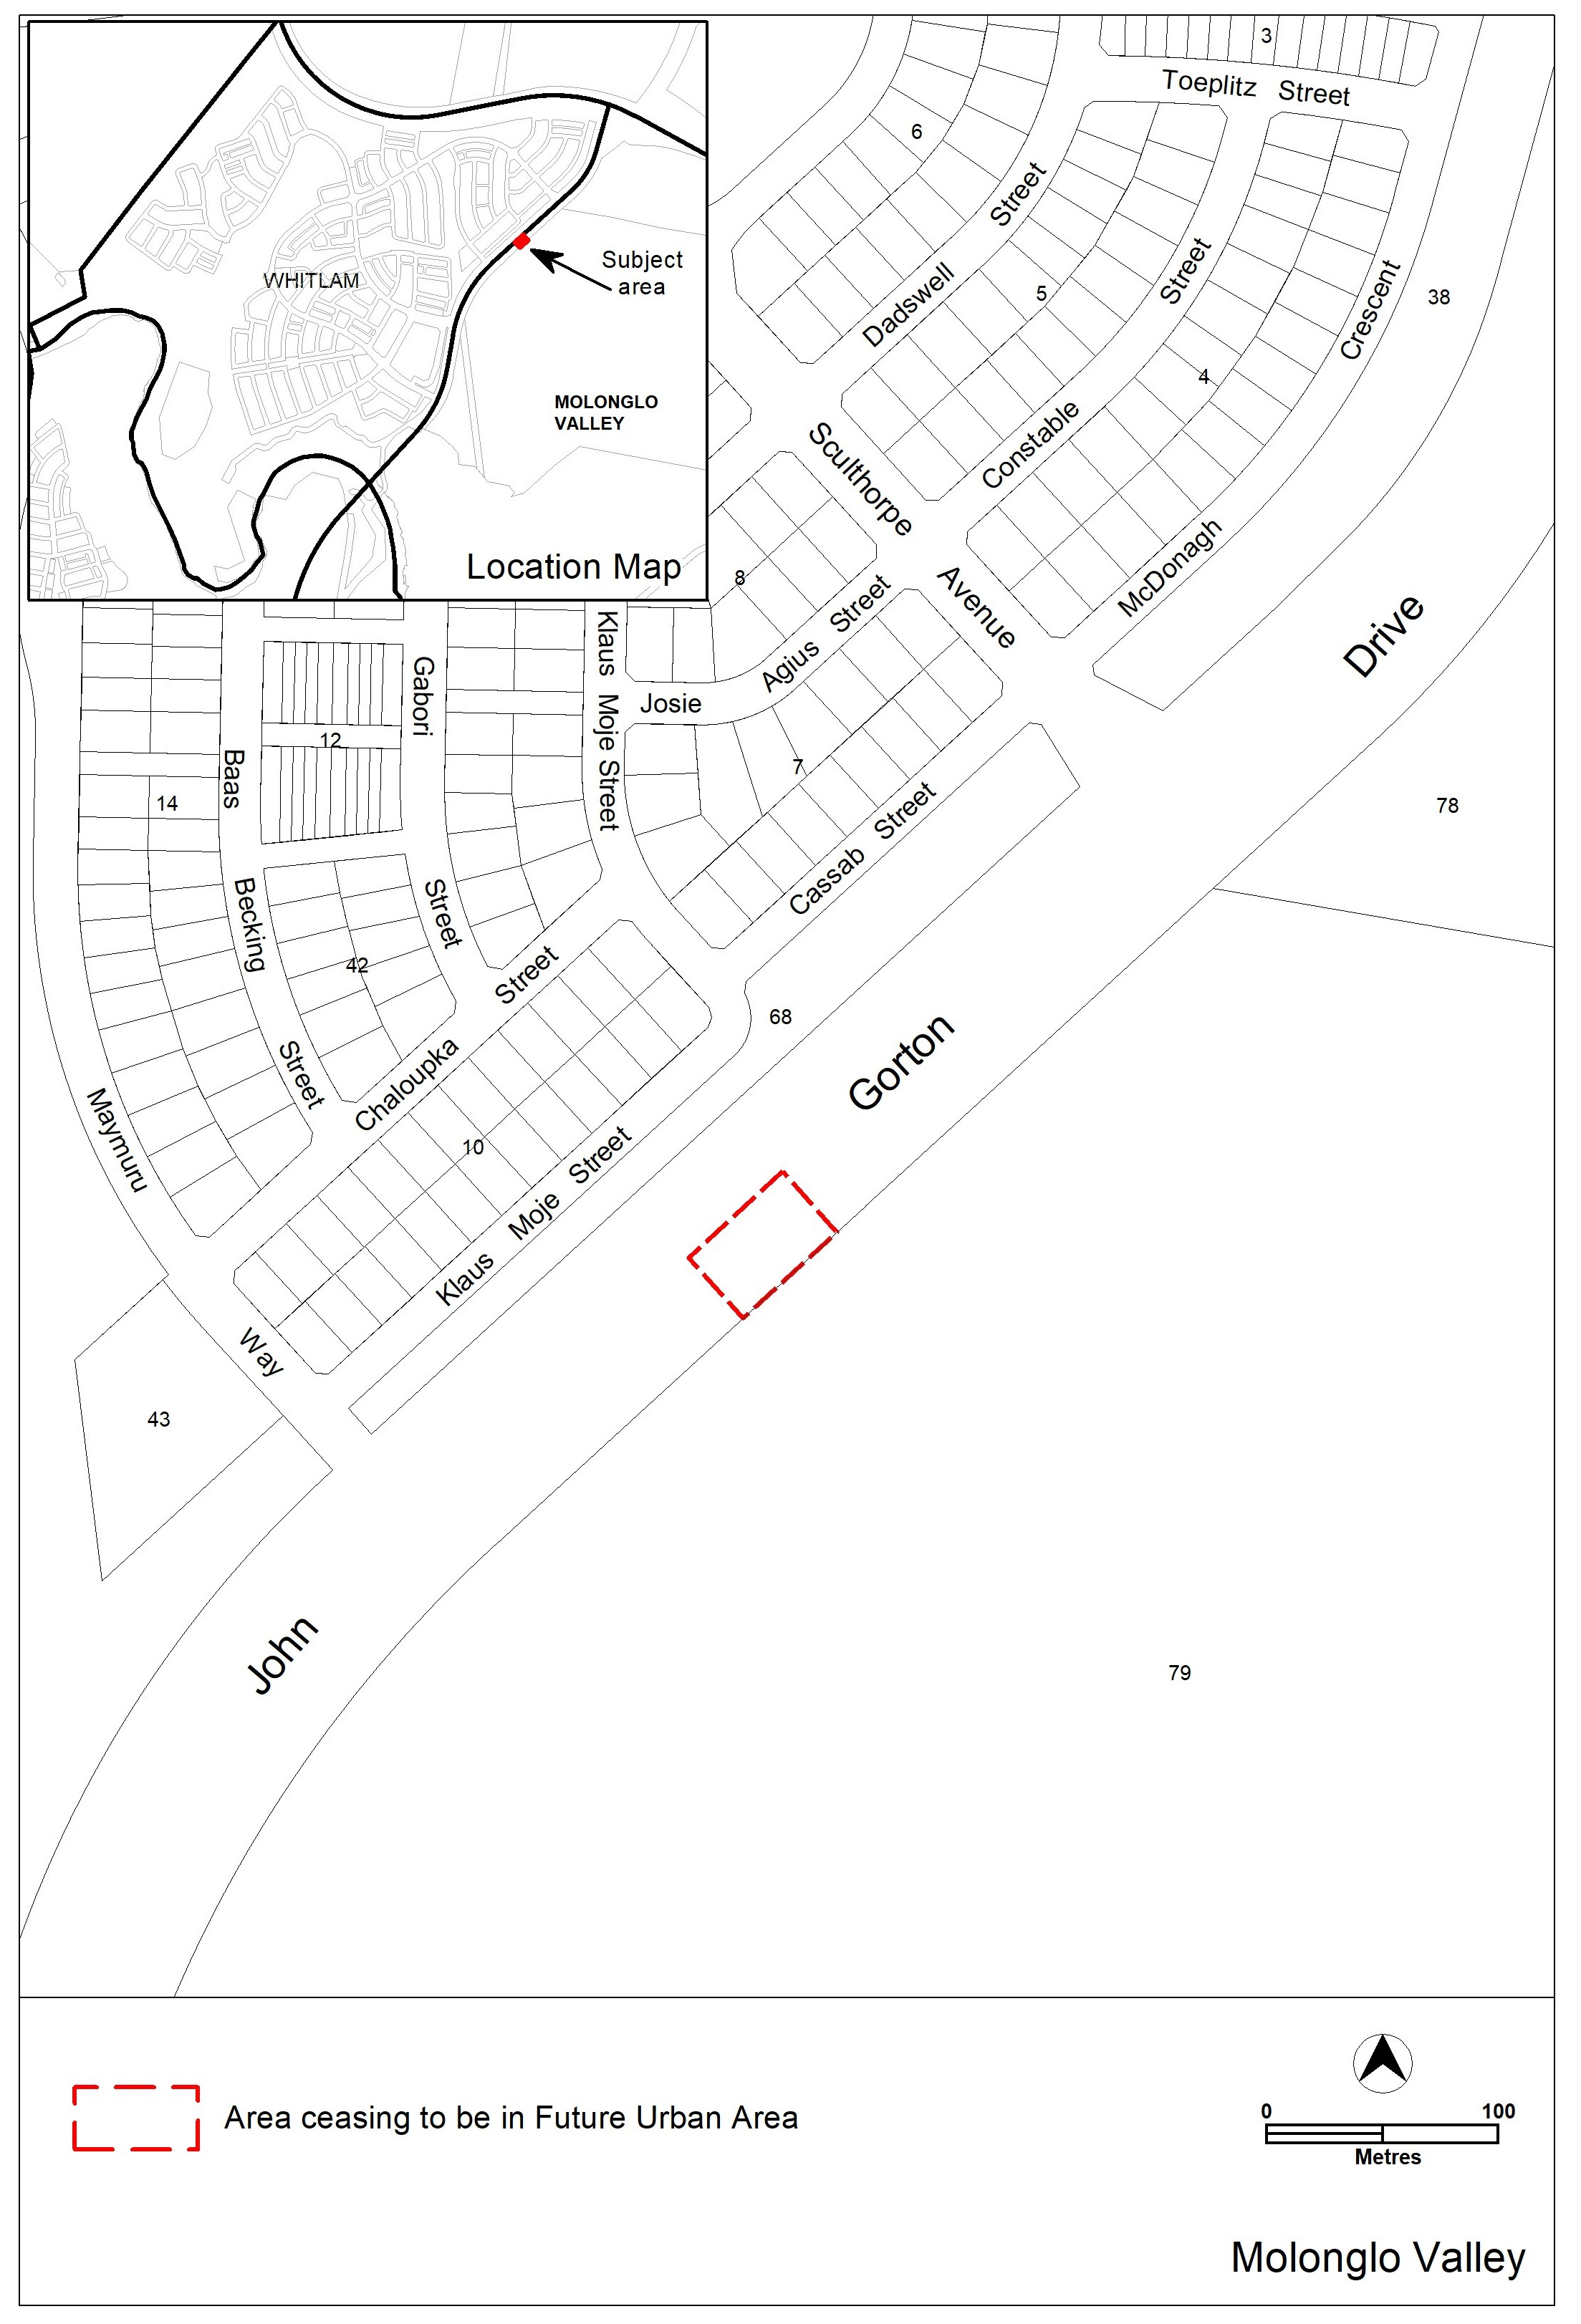 3
Toeplitz Street
6
WHITLAM
Subject
area
MOLONGLO
VALLEY
Location Map
Dadswell Street
5
Constable Street
4
McDonagh Crescent
38
Sculthorpe Avenue
8
Josie Agius Street
7
Cassab Street
Klaus Moje Street
Gabori Street
12
14
Baas Becking Street
42
Chaloupka Street
10
Klaus Moje Street
68
78
Maymuru Way
43
John Gorton Drive
79
Area ceasing to be in Future Urban Area
0 100
Metres
Molonglo Valley